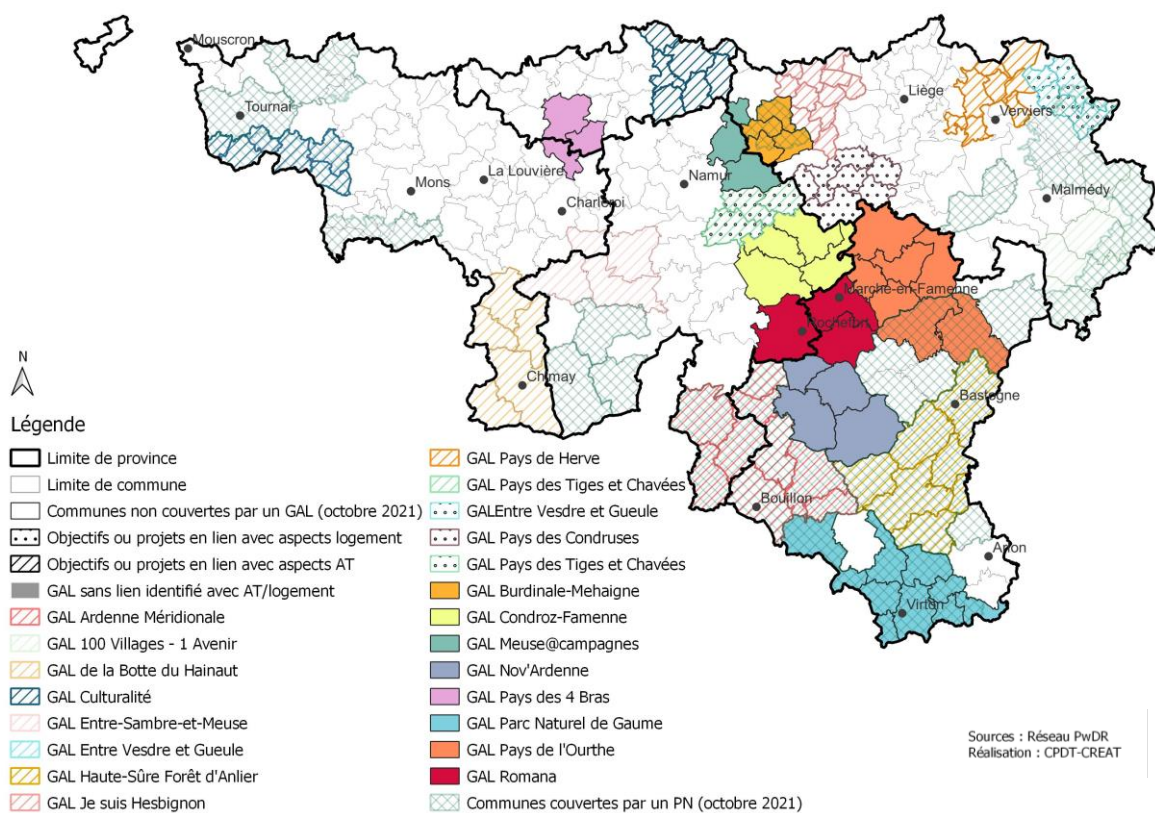 Mouscron
Tournai
Mons
La Louvière
Charleroi
Namur
Liège
Verviers
Malmédy
Marche-en-Famenne
Rochefort
Chimay
Bastogne
Bouillon
Arlon
Virton
N
Légende
Limite de province
Limite de commune
Communes non couvertes par un GAL (octobre 2021)
Objectifs ou projets en lien avec aspects logement
Objectifs ou projets en lien avec aspects AT
GAL sans lien identifié avec AT/logement
GAL Ardenne Méridionale
GAL 100 Villages - 1 Avenir
GAL de la Botte du Hainaut
GAL Culturalité
GAL Entre-Sambre-et-Meuse
GAL Entre Vesdre et Gueule
GAL Haute-Sûre Forêt d'Anlier
GAL Je suis Hesbignon
GAL Pays de Herve
GAL Pays des Tiges et Chavées
GALEntre Vesdre et Gueule
GAL Pays des Condruses
GAL Pays des Tiges et Chavées
GAL Burdinale-Mehaigne
GAL Condroz-Famenne
GAL Meuse@campagnes
GAL Nov'Ardenne
GAL Pays des 4 Bras
GAL Parc Naturel de Gaume
GAL Pays de l'Ourthe
GAL Romana
Communes couvertes par un PN (octobre 2021)
Sources : Réseau PwDR
Réalisation : CPDT-CREAT